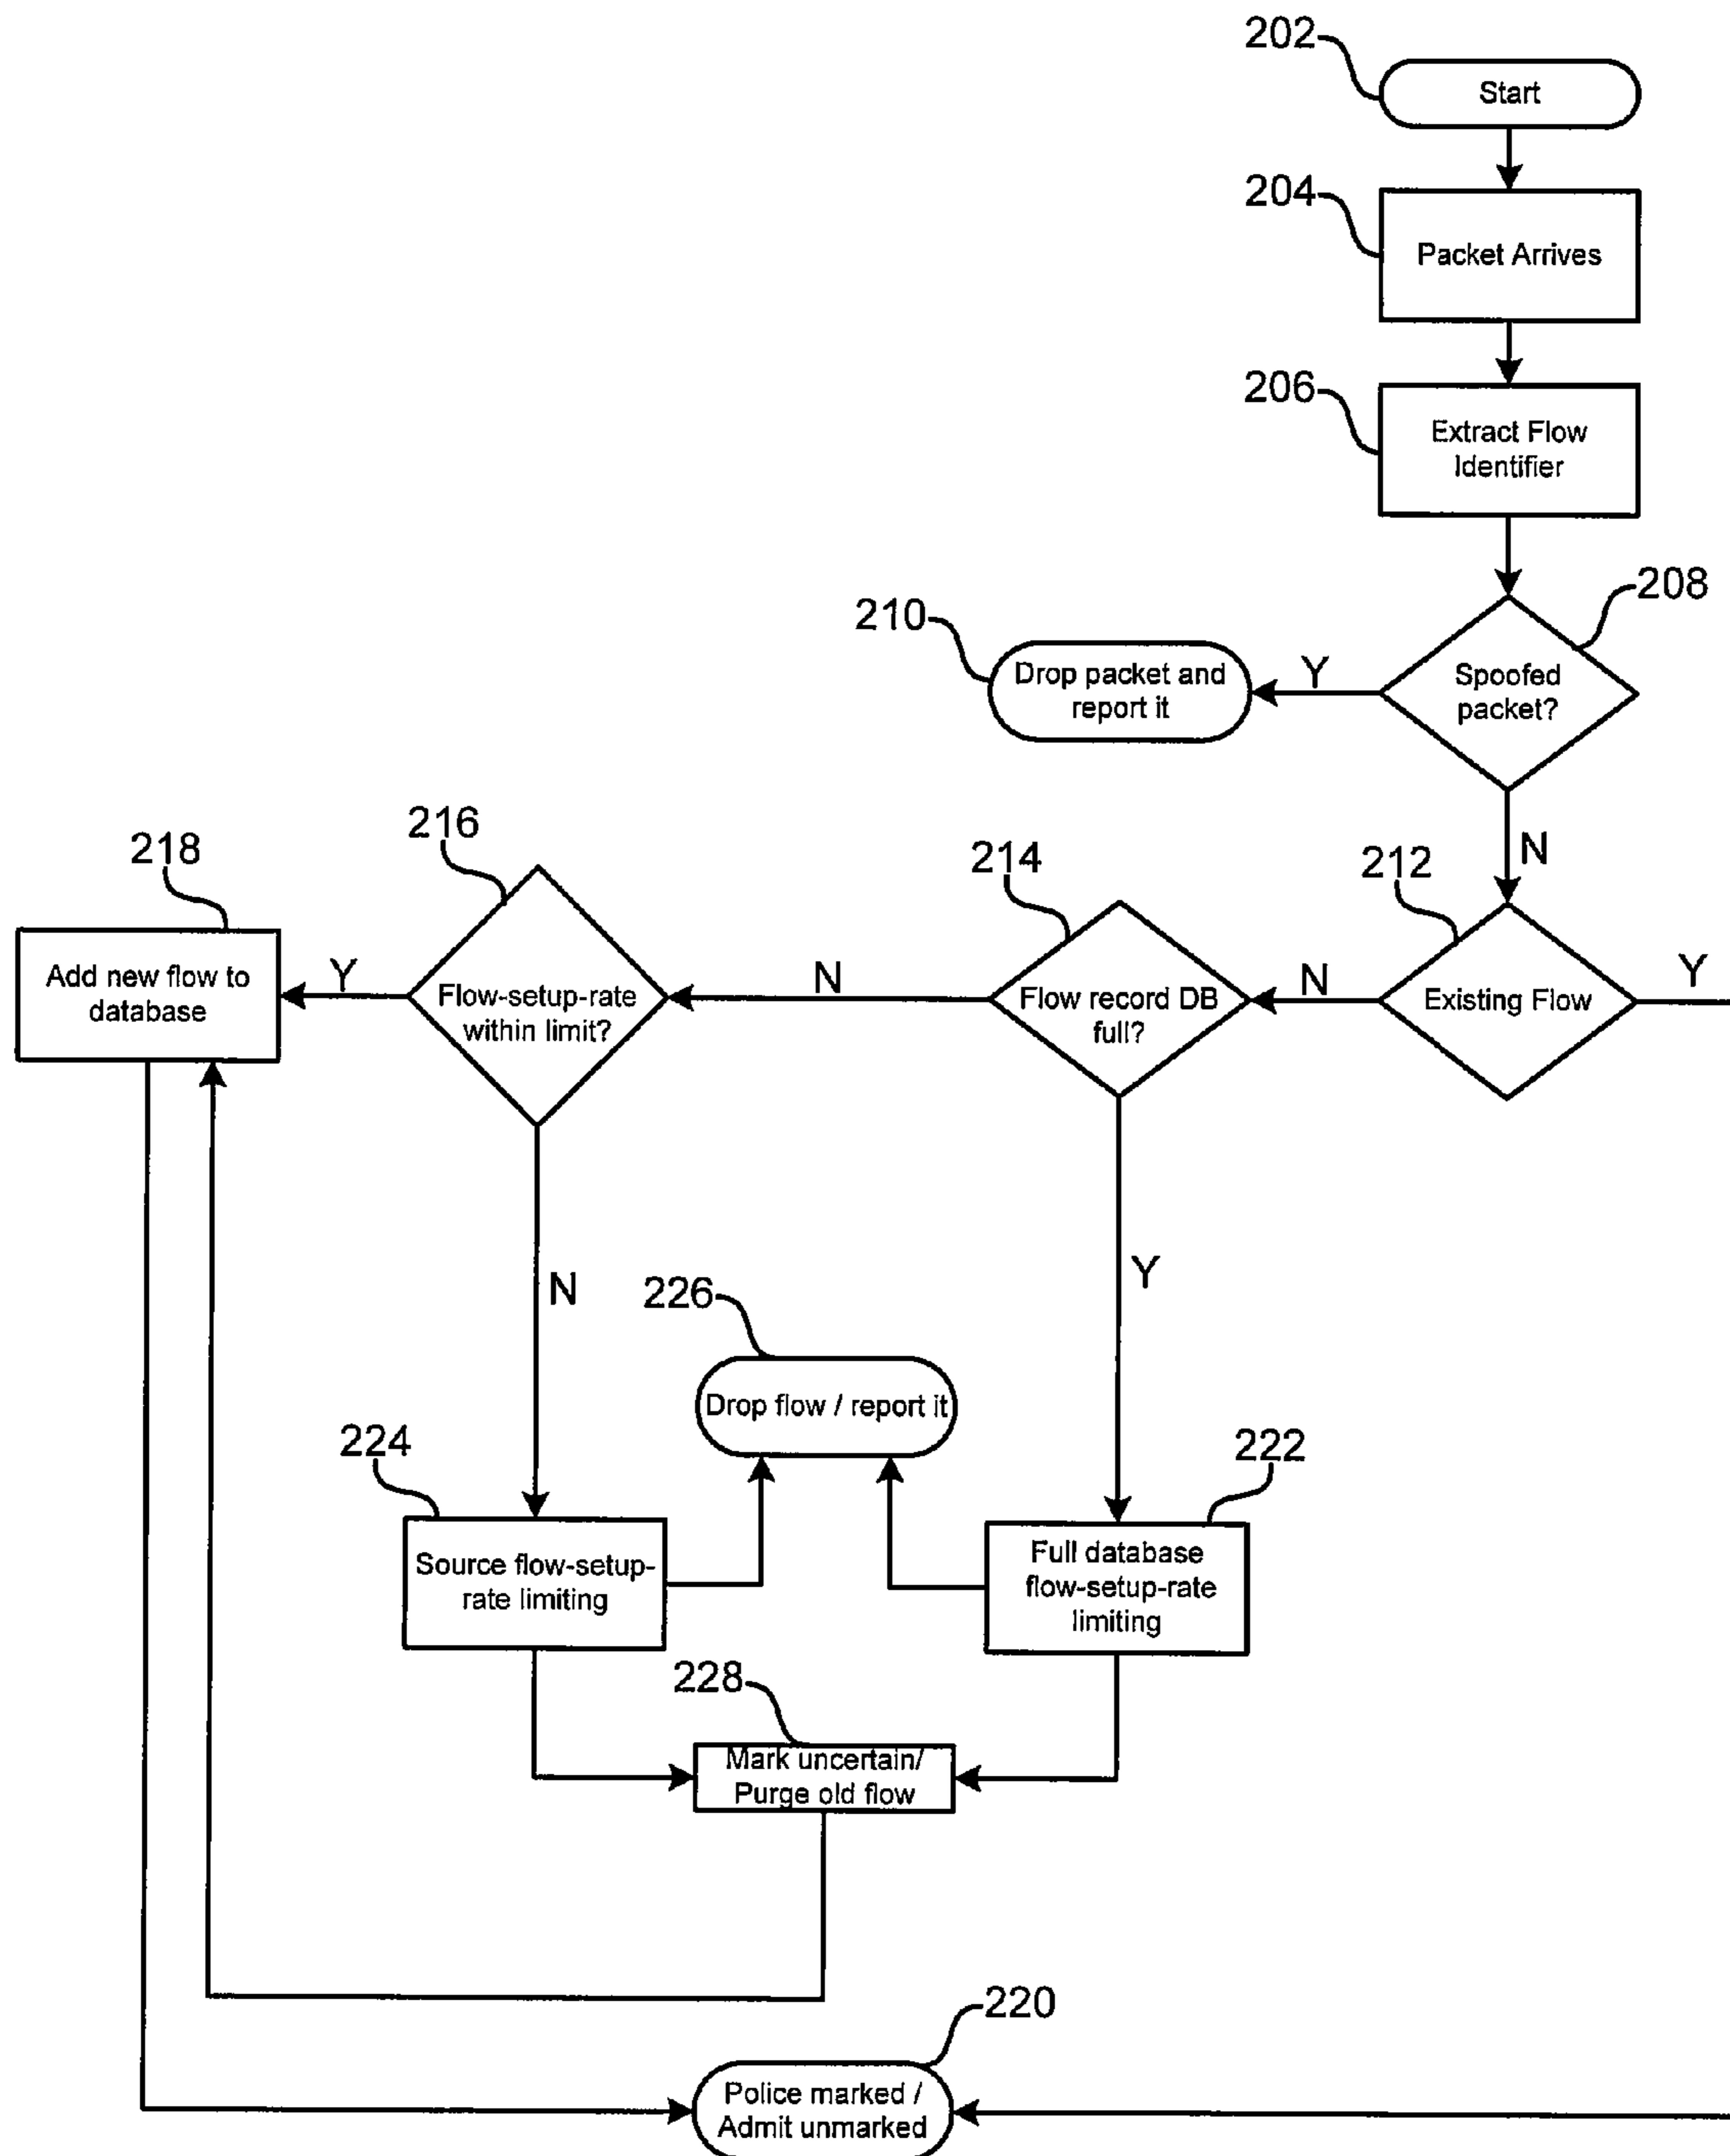 202
Start
204
Packet Arrives
206
Extract Flow
Identifier
208
Spoofed
packet?
210
Drop packet and
report it
Y
N
212
Existing Flow
Y
N
214
Flow record DB
full?
N
Y
216
Flow-setup-rate
within limit?
Y
N
218
Add new flow to
database
226
Drop flow / report it
224
Source flow-setup-
rate limiting
222
Full database
flow-setup-rate
limiting
228
Mark uncertain/
Purge old flow
220
Police marked /
Admit unmarked